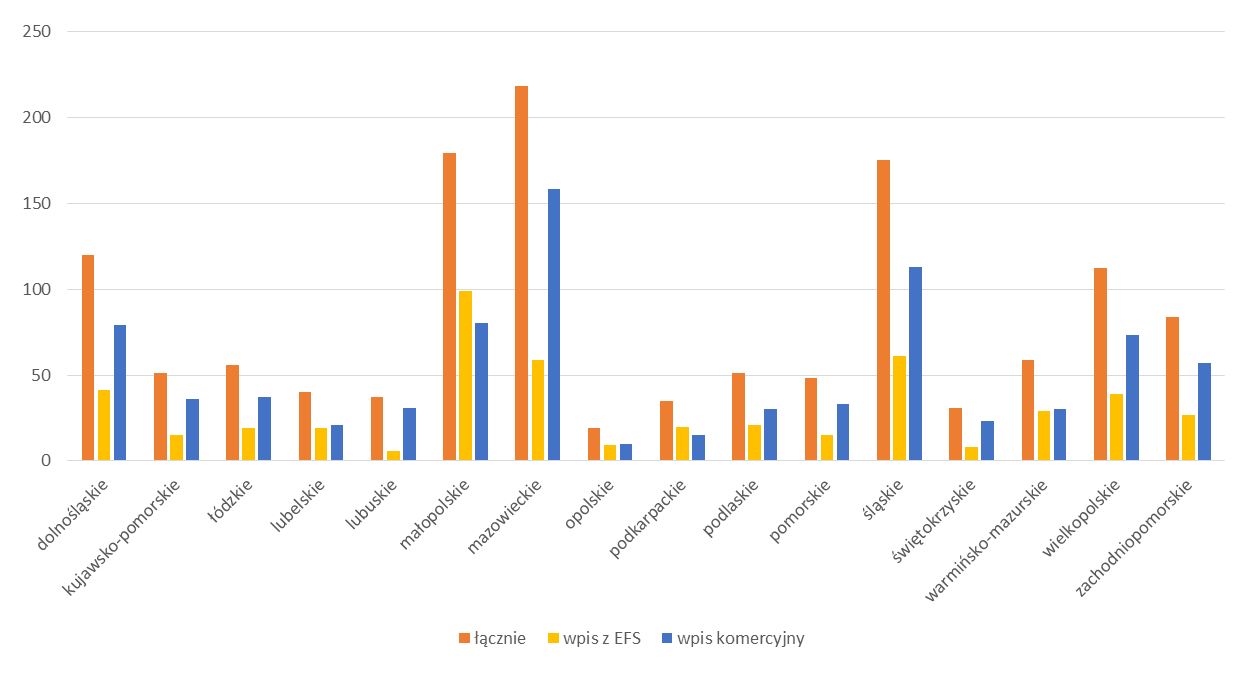 250
200
150
100
50
0
dolnośląskie
kujawsko-pomorskie
łódzkie
lubelskie
lubuskie
małopolskie
mazowieckie
opolskie
podkarpackie
podlaskie
pomorskie
śląskie
świętokrzyskie
warmińsko-mazurskie
wielkopolskie
zachodniopomorskie
łącznie wpis z EFS wpis komercyjny